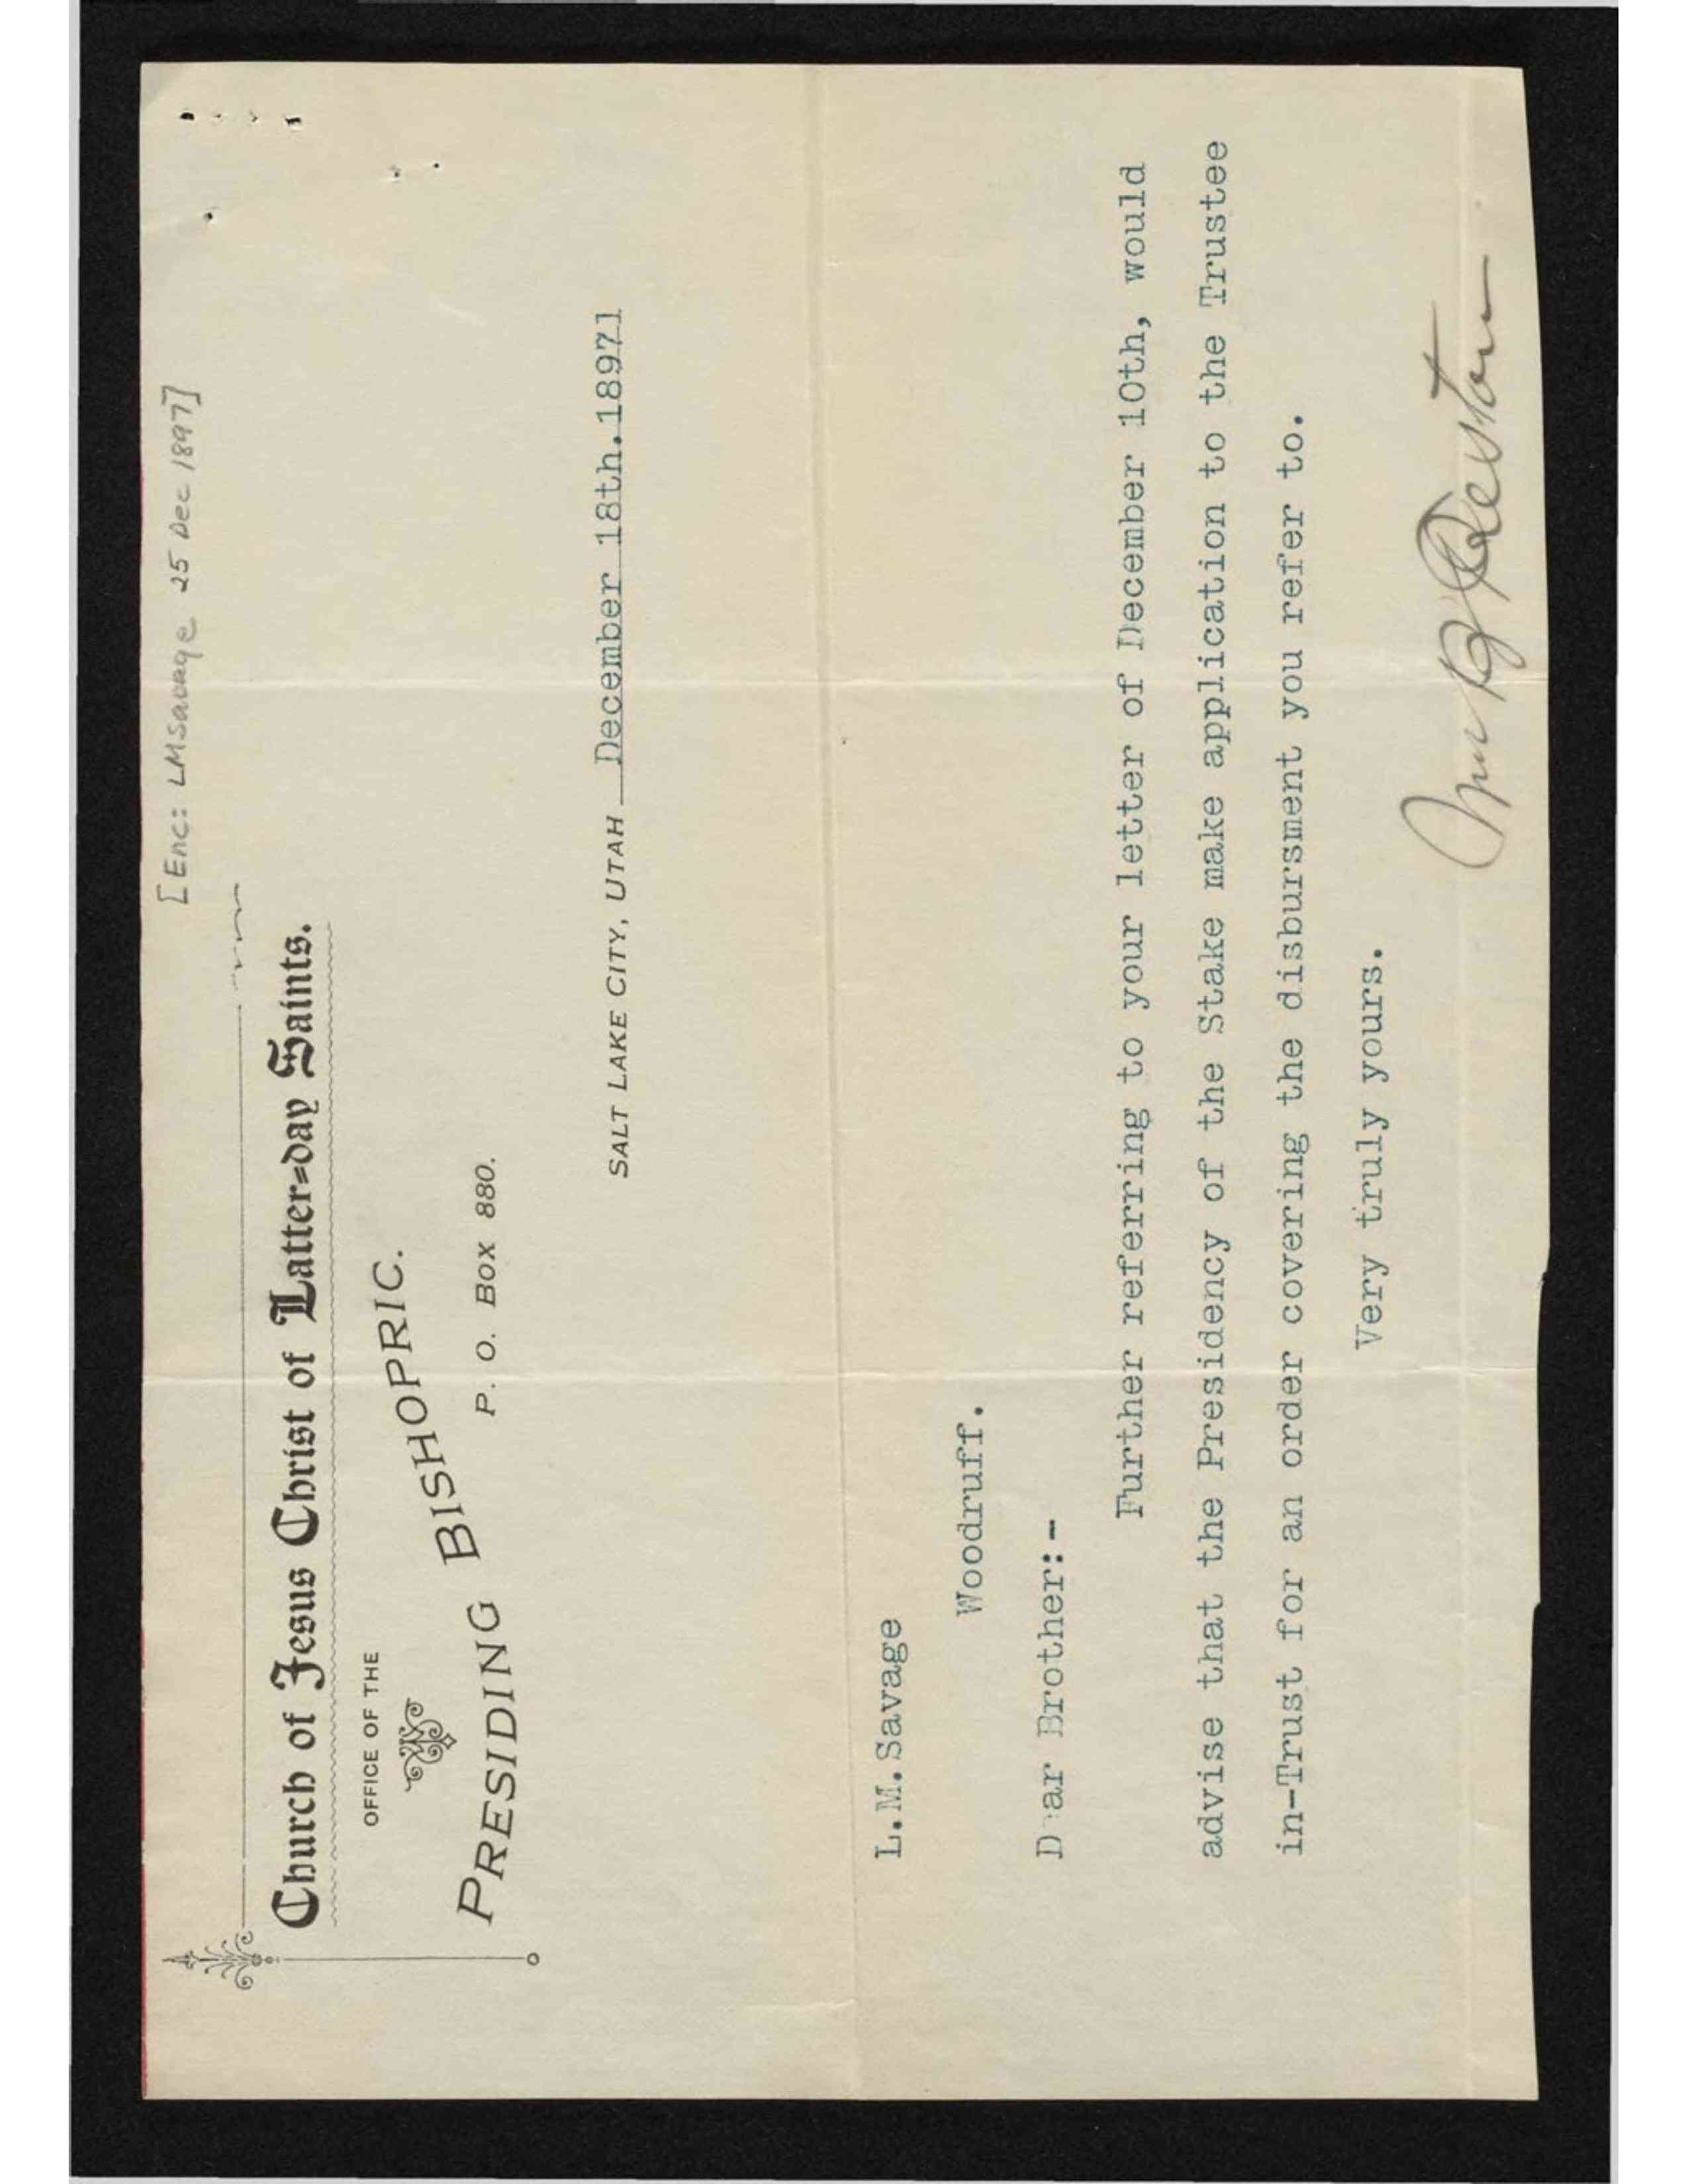 [Enc: LMSavage 25 Dec 1897]
Church of Jesus Christ of Latter-day Saints.
OFFICE OF THE
PRESIDING BISHOPRIC.
P. O. BOX 880.
SALT LAKE CITY, UTAH December 18th.18971
L.M.Savage
Woodruff.
Dear Brother:-
Further referring to your letter of December 10th, would
advise that the Presidency of the Stake make application to the Trustee
in-Trust for an order covering the disbursment you refer to.
Very truly yours.
Wm B Preston